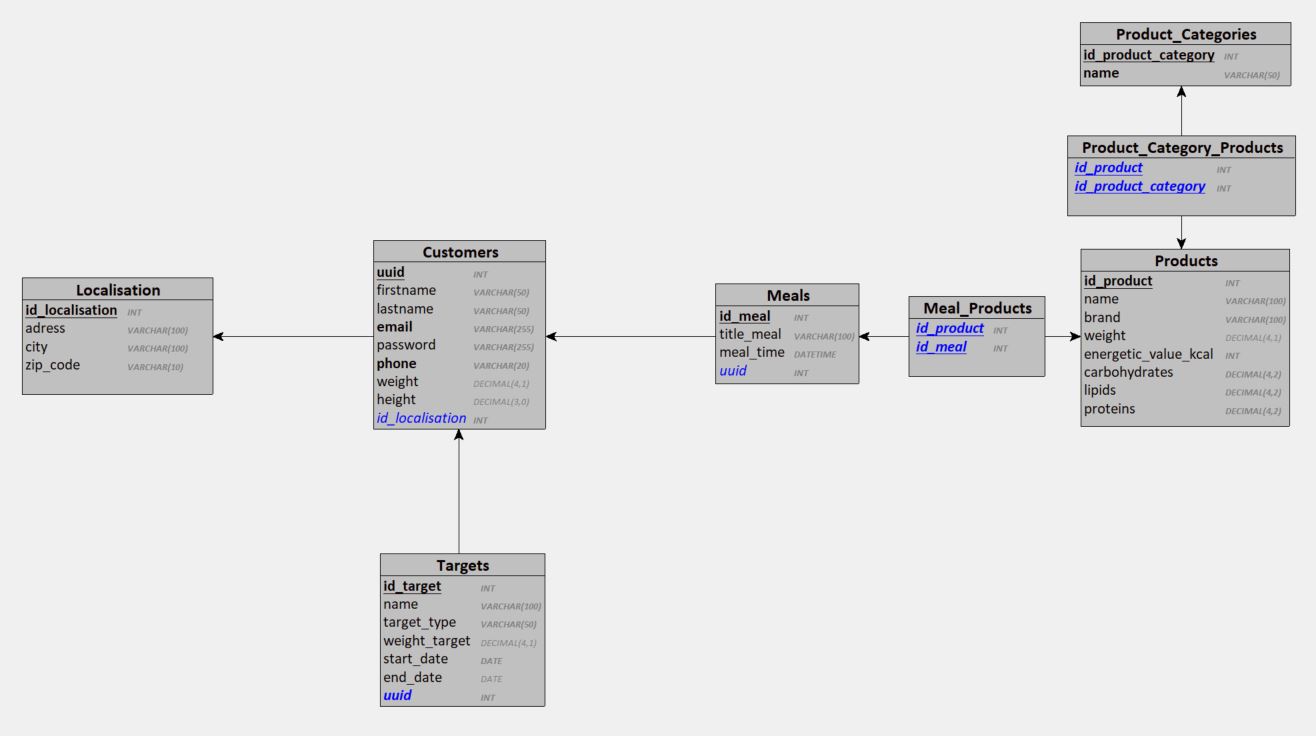 Product_Categories
id_product_category INT
name VARCHAR(50)
Product_Category_Products
id_product INT
id_product_category INT
Products
id_product INT
name VARCHAR(100)
brand VARCHAR(100)
weight DECIMAL(4,1)
energetic_value_kcal INT
carbohydrates DECIMAL(4,2)
lipids DECIMAL(4,2)
proteins DECIMAL(4,2)
Customers
uuid INT
firstname VARCHAR(50)
lastname VARCHAR(50)
email VARCHAR(255)
password VARCHAR(255)
phone VARCHAR(20)
weight DECIMAL(4,1)
height DECIMAL(3,0)
id_localisation INT
Localisation
id_localisation INT
adress VARCHAR(100)
city VARCHAR(100)
zip_code VARCHAR(10)
Meals
id_meal INT
title_meal VARCHAR(100)
meal_time DATETIME
uuid INT
Meal_Products
id_product INT
id_meal INT
Targets
id_target INT
name VARCHAR(100)
target_type VARCHAR(50)
weight_target DECIMAL(4,1)
start_date DATE
end_date DATE
uuid INT